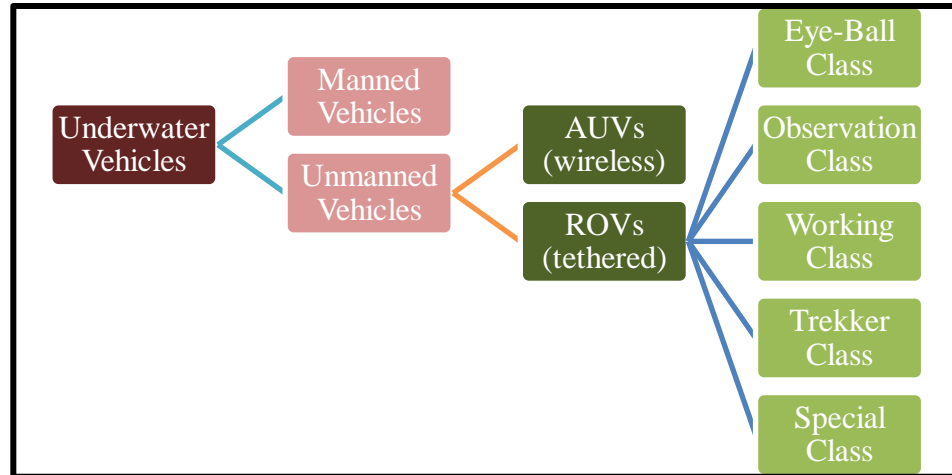 Underwater
Vehicles
Manned
Vehicles
Unmanned
Vehicles
AUVs
(wireless)
ROVs
(tethered)
Eye-Ball
Class
Observation
Class
Working
Class
Trekker
Class
Special
Class